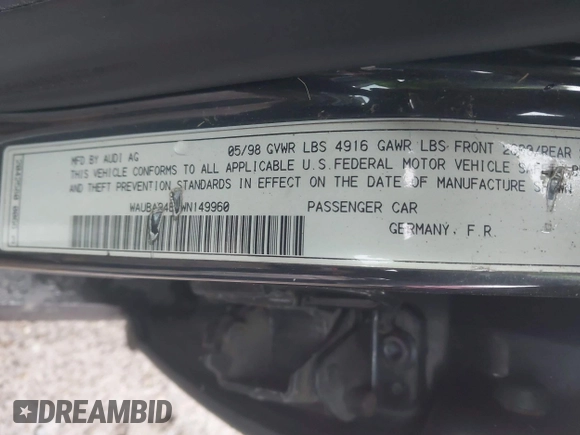 MFD BY AUDI AG 05/98 GVWR LBS 4916 GAWR LBS FRONT
THIS VEHICLE CONFORMS TO ALL APPLICABLE U.S.FEDERAL MOTOR VEHICLE
AND THEFT PREVENTION STANDARDS IN EFFECT ON THE DATE OF MANUFACTURE
PASSENGER CAR
GERMANY, F.R.
DREAMBID